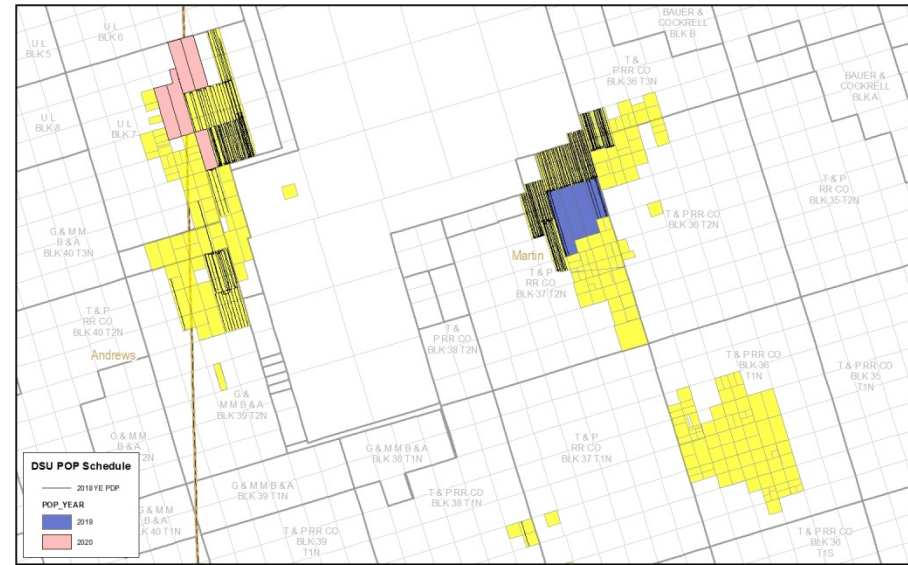 U L
BLK 5
U L
BLK 6
BAUER &
COCKRELL
BLK B
T &
P RR CO
BLK 36 T3N
BAUER &
COCKRELL
BLK A
U L
BLK 8
U L
BLK 7
T & P
RR CO
BLK 35 T2N
G & M M
B & A
BLK 40 T3N
T & P RR CO
BLK 36 T2N
Martin
T & P
RR CO
BLK 37 T2N
T & P
RR CO
BLK 40 T2N
Andrews
T &
P RR CO
BLK 38 T2N
T & P RR CO
BLK 36
T1N
T & P RR CO
BLK 35
T1N
G &
M M B & A
BLK 39 T2N
G & M M
B & A
T2N
G & M M B & A
BLK 38 T1N
T & P
RR CO
BLK 37 T1N
G & M M B & A
BLK 39 T1N
T & P RR CO
BLK 38 T1N
G & M M
B & A
BLK 40 T1N
T & P RR CO
BLK 39
T1N
T & P RR CO
BLK 36
T1S
DSU POP Schedule
2018YE PDP
POP_YEAR
2019
2020